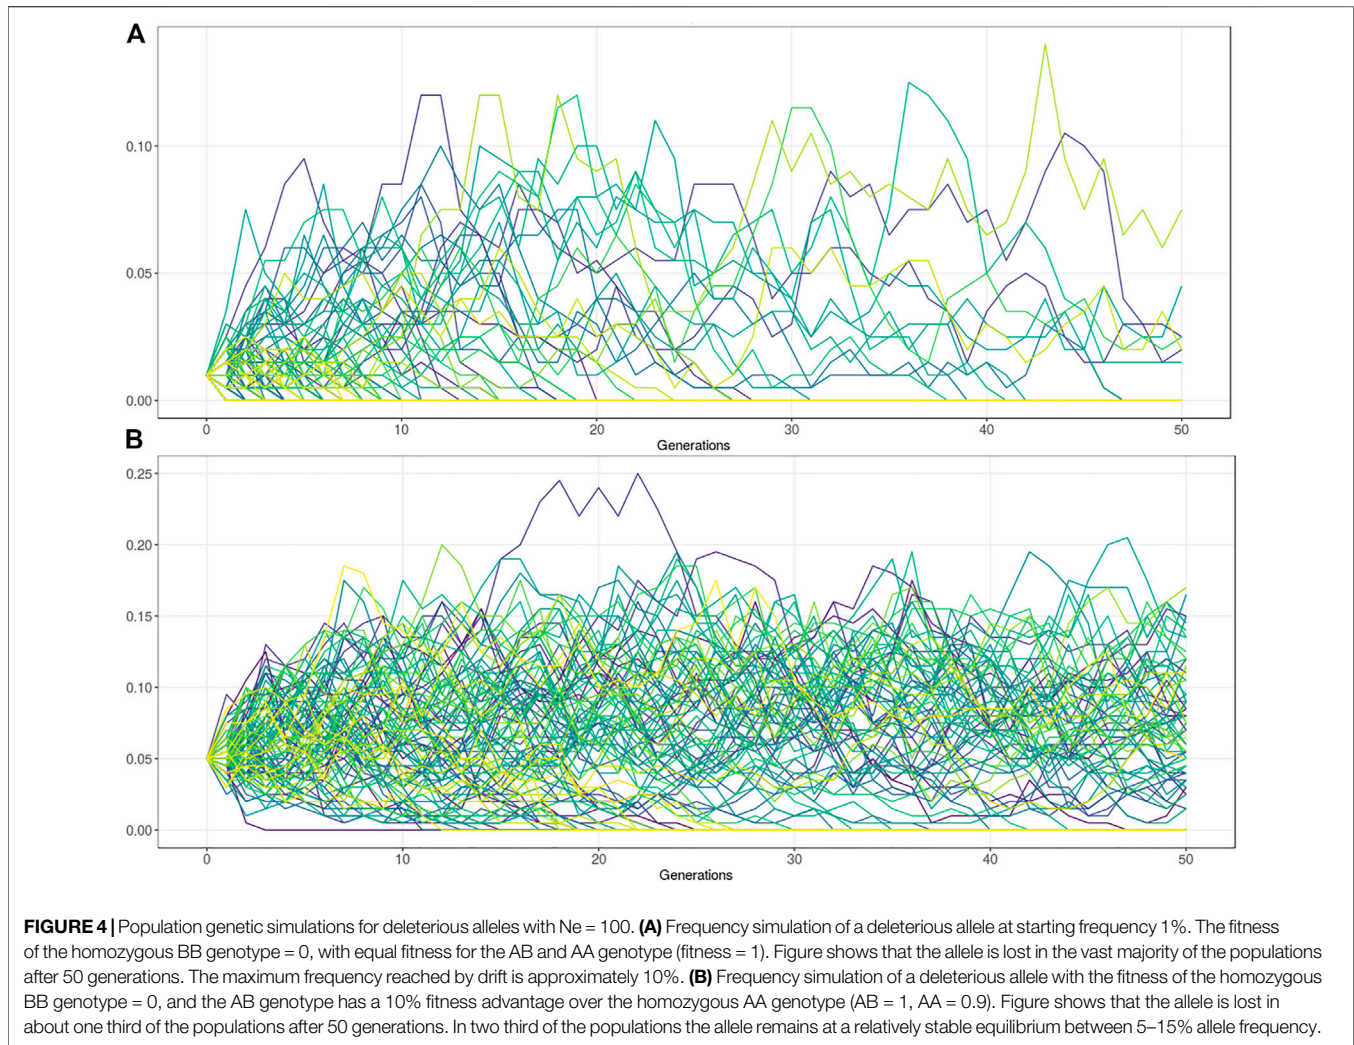 A
0.10
0.05
0.00
0 10 20 30 40 50
Generations
B
0.25
0.20
0.15
0.10
0.05
0.00
0 10 20 30 40 50
Generations
FIGURE 4 | Population genetic simulations for deleterious alleles with Ne = 100. (A) Frequency simulation of a deleterious allele at starting frequency 1%. The fitness
of the homozygous BB genotype = 0, with equal fitness for the AB and AA genotype (fitness = 1). Figure shows that the allele is lost in the vast majority of the populations
after 50 generations. The maximum frequency reached by drift is approximately 10%. (B) Frequency simulation of a deleterious allele with the fitness of the homozygous
BB genotype = 0, and the AB genotype has a 10% fitness advantage over the homozygous AA genotype (AB = 1, AA = 0.9). Figure shows that the allele is lost in
about one third of the populations after 50 generations. In two third of the populations the allele remains at a relatively stable equilibrium between 5–15% allele frequency.